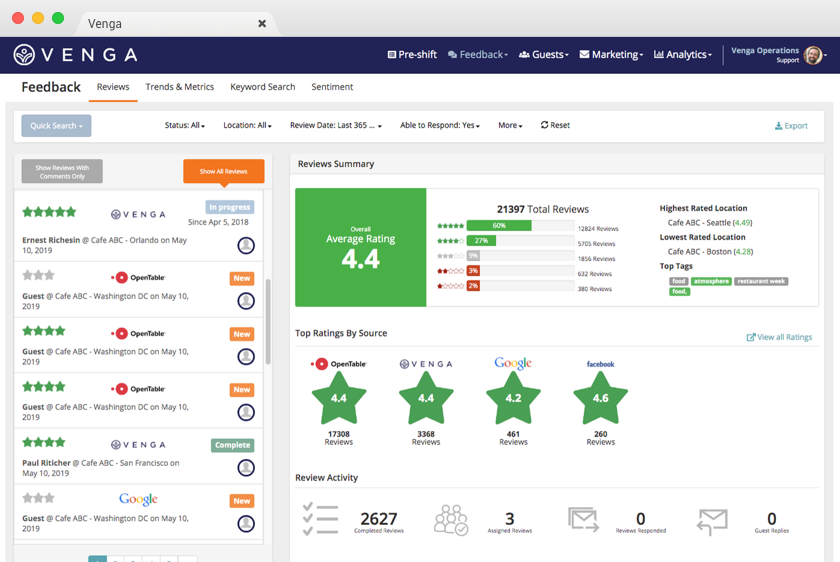 Venga
VENGA
Pre-shift Feedback Guests Marketing Analytics Venga Operations
Support
Feedback Reviews Trends & Metrics Keyword Search Sentiment
Quick Search Status: All Location: All Review Date: Last 365 ... Able to Respond: Yes More Reset Export
Show Reviews With
Comments Only
Show All Reviews
VENGA In progress
Since Apr 5, 2018
Ernest Richesin @ Cafe ABC - Orlando on May
10, 2019
OpenTable New
Guest @ Cafe ABC - Washington DC on May 10,
2019
OpenTable New
Guest @ Cafe ABC - Washington DC on May 10,
2019
OpenTable New
Guest @ Cafe ABC - Washington DC on May 10,
2019
VENGA Complete
Paul Riticher @ Cafe ABC - San Francisco on
May 10, 2019
Google New
Guest @ Cafe ABC - Washington DC on May 10,
2019
Reviews Summary
Overall
Average Rating
4.4
21397 Total Reviews
60% 12824 Reviews
27% 5705 Reviews
9% 1856 Reviews
3% 632 Reviews
2% 380 Reviews
Highest Rated Location
Cafe ABC - Seattle (4.49)
Lowest Rated Location
Cafe ABC - Boston (4.28)
Top Tags
food atmosphere restaurant week
food,
Top Ratings By Source View all Ratings
OpenTable VENGA Google facebook
4.4 4.4 4.2 4.6
17308 3368 461 260
Reviews Reviews Reviews Reviews
Review Activity
2627 3 0 0
Completed Reviews Assigned Reviews Reviews Responded Guest Replies